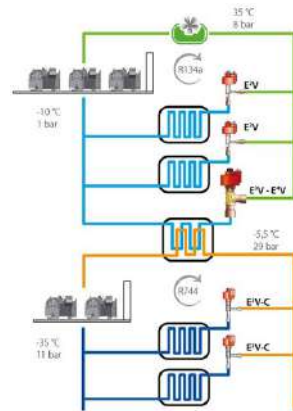 35 °C
8 bar
R134a
E²V
-10 °C
1 bar
E²V
E²V - E³V
-5,5 °C
29 bar
R744
E²V-C
-35 °C
11 bar
E²V-C